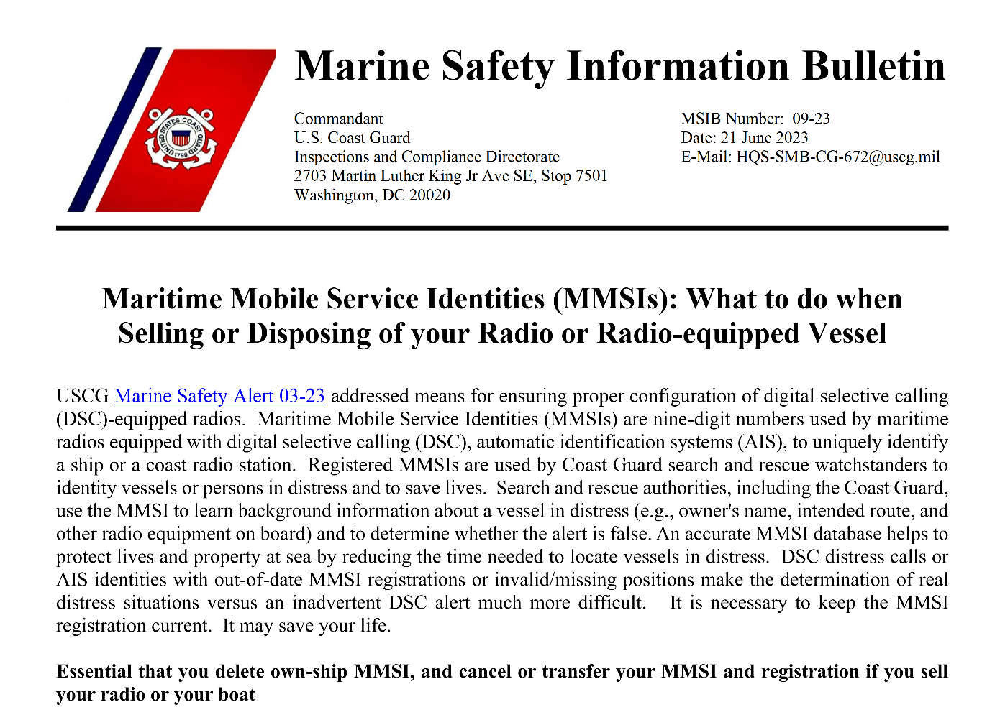 Marine Safety Information Bulletin
Commandant
U.S. Coast Guard
Inspections and Compliance Directorate
2703 Martin Luther King Jr Ave SE, Stop 7501
Washington, DC 20020
MSIB Number: 09-23
Date: 21 June 2023
E-Mail: HQS-SMB-CG-672@uscg.mil
UNITED STATES COAST GUARD
1790
Maritime Mobile Service Identities (MMSIs): What to do when
Selling or Disposing of your Radio or Radio-equipped Vessel
USCG Marine Safety Alert 03-23 addressed means for ensuring proper configuration of digital selective calling
(DSC)-equipped radios. Maritime Mobile Service Identities (MMSIs) are nine-digit numbers used by maritime
radios equipped with digital selective calling (DSC), automatic identification systems (AIS), to uniquely identify
a ship or a coast radio station. Registered MMSIs are used by Coast Guard search and rescue watchstanders to
identity vessels or persons in distress and to save lives. Search and rescue authorities, including the Coast Guard,
use the MMSI to learn background information about a vessel in distress (e.g., owner's name, intended route, and
other radio equipment on board) and to determine whether the alert is false. An accurate MMSI database helps to
protect lives and property at sea by reducing the time needed to locate vessels in distress. DSC distress calls or
AIS identities with out-of-date MMSI registrations or invalid/missing positions make the determination of real
distress situations versus an inadvertent DSC alert much more difficult. It is necessary to keep the MMSI
registration current. It may save your life.
Essential that you delete own-ship MMSI, and cancel or transfer your MMSI and registration if you sell
your radio or your boat